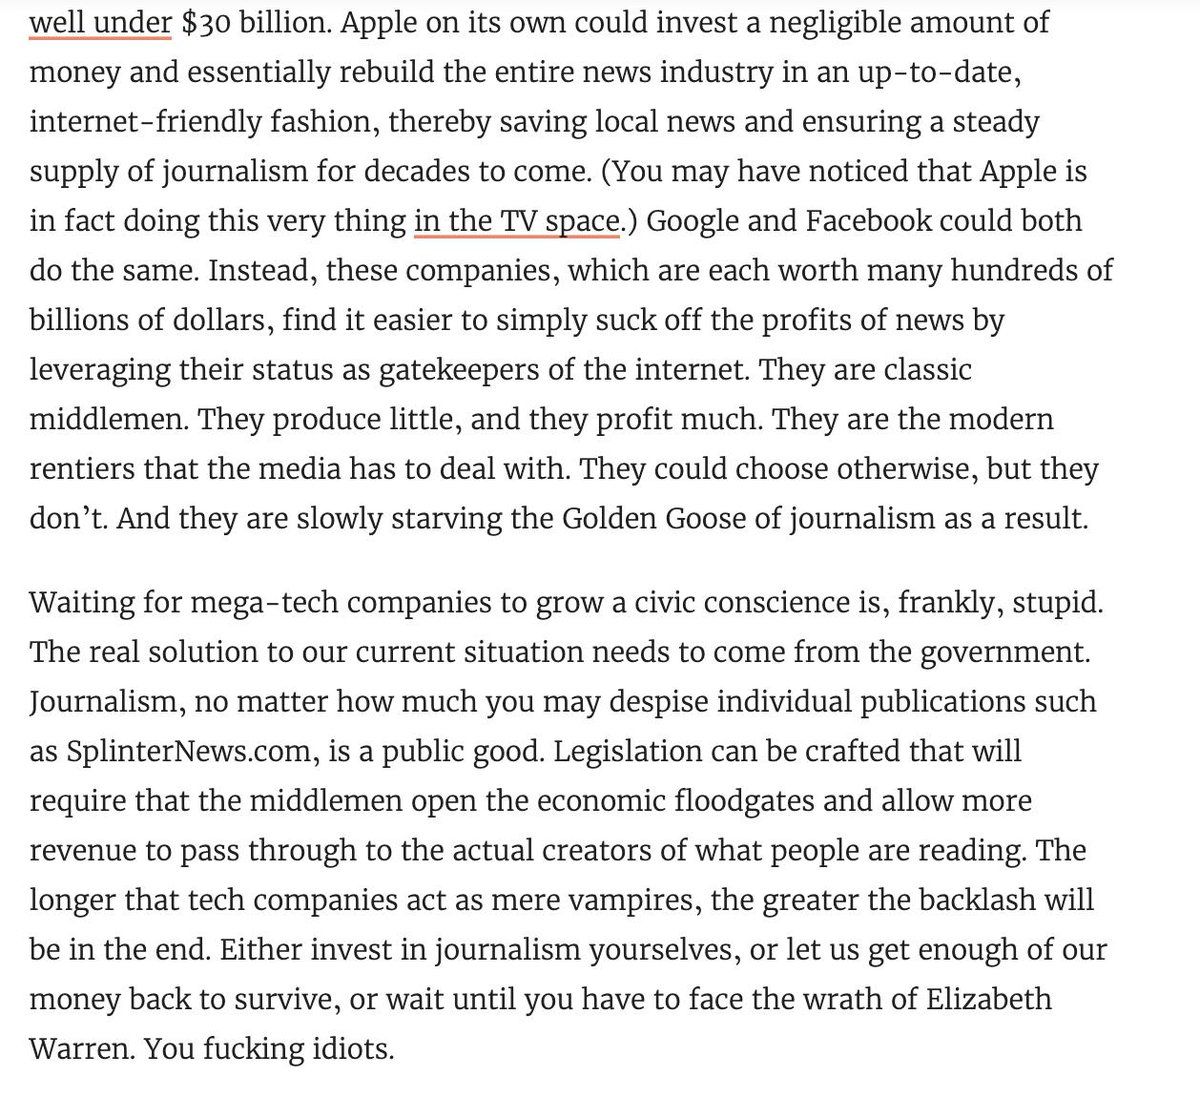 well under $30 billion. Apple on its own could invest a negligible amount of
money and essentially rebuild the entire news industry in an up-to-date,
internet-friendly fashion, thereby saving local news and ensuring a steady
supply of journalism for decades to come. (You may have noticed that Apple is
in fact doing this very thing in the TV space.) Google and Facebook could both
do the same. Instead, these companies, which are each worth many hundreds of
billions of dollars, find it easier to simply suck off the profits of news by
leveraging their status as gatekeepers of the internet. They are classic
middlemen. They produce little, and they profit much. They are the modern
rentiers that the media has to deal with. They could choose otherwise, but they
don’t. And they are slowly starving the Golden Goose of journalism as a result.
Waiting for mega-tech companies to grow a civic conscience is, frankly, stupid.
The real solution to our current situation needs to come from the government.
Journalism, no matter how much you may despise individual publications such
as SplinterNews.com, is a public good. Legislation can be crafted that will
require that the middlemen open the economic floodgates and allow more
revenue to pass through to the actual creators of what people are reading. The
longer that tech companies act as mere vampires, the greater the backlash will
be in the end. Either invest in journalism yourselves, or let us get enough of our
money back to survive, or wait until you have to face the wrath of Elizabeth
Warren. You fucking idiots.